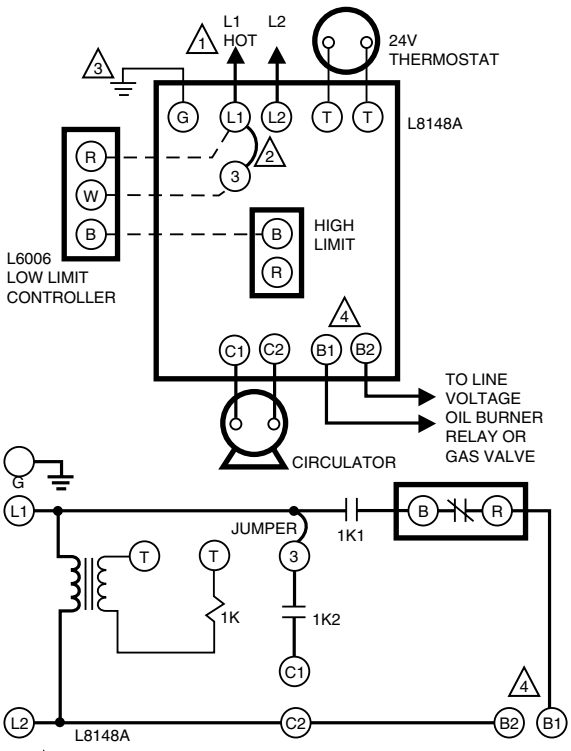 L1
HOT
L2
1
24V
THERMOSTAT
3
G
L1
L2
T
T
L8148A
2
R
3
W
B
B
HIGH
LIMIT
R
L6006
LOW LIMIT
CONTROLLER
4
C1
C2
B1
B2
TO LINE
VOLTAGE
OIL BURNER
RELAY OR
GAS VALVE
CIRCULATOR
G
L1
JUMPER
1K1
B
R
T
T
3
1K
1K2
C1
4
L2
C2
B2
B1
L8148A